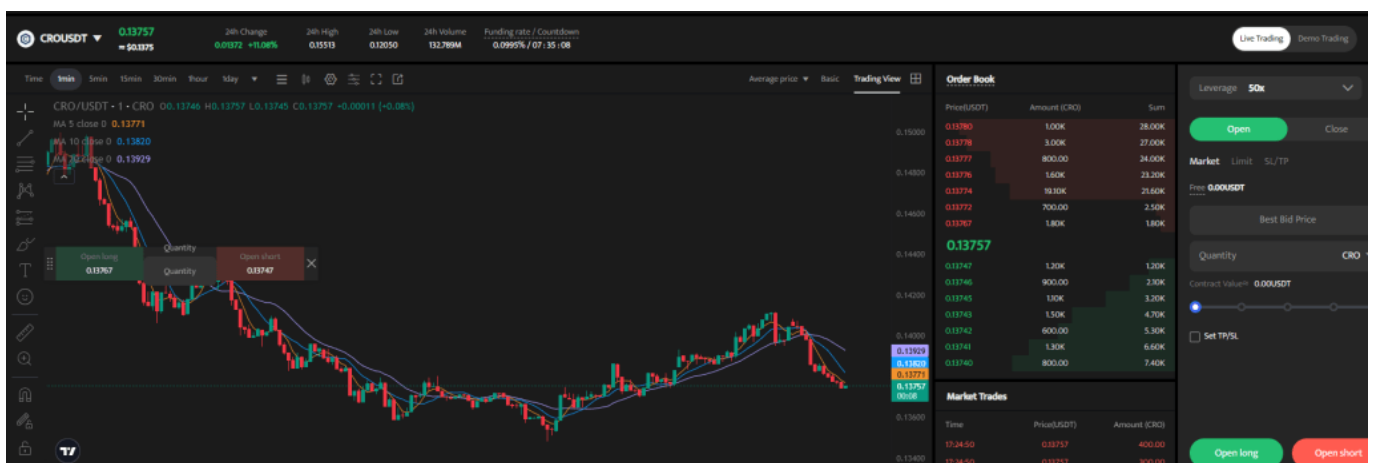 CROUSDT
0.13757
≈ $0.1375
24h Change
0.01372 +11.08%
24h High
0.15513
24h Low
0.12050
24h Volume
132.789M
Funding rate / Countdown
0.0995% / 07:35:08
Live Trading
Demo Trading
Time 1min 5min 15min 30min 1hour 1day
Average price Basic Trading View
CRO/USDT • 1 • CRO O0.13746 H0.13757 L0.13745 C0.13757 +0.00011 (+0.08%)
MA 5 close 0 0.13771
MA 10 close 0 0.13820
0.13929
Quantity
Open long
0.13767
Quantity
Open short
0.13747
0.15000
0.14800
0.14600
0.14400
0.14200
0.14000
0.13929
0.13820
0.13771
0.13757
00:08
0.13600
0.13400
Order Book
Price(USDT) Amount (CRO) Sum
0.13780 1.00K 28.00K
0.13778 3.00K 27.00K
0.13777 800.00 24.00K
0.13776 1.60K 23.20K
0.13774 19.10K 21.60K
0.13772 700.00 2.50K
0.13767 1.80K 1.80K
0.13757
0.13747 1.20K 1.20K
0.13746 900.00 2.10K
0.13745 1.10K 3.20K
0.13743 1.50K 4.70K
0.13742 600.00 5.30K
0.13741 1.30K 6.60K
0.13740 800.00 7.40K
Market Trades
Time Price(USDT) Amount (CRO)
17:24:50 0.13757 400.00
Leverage 50x
Open Close
Market Limit SL/TP
Free 0.00USDT
Best Bid Price
Quantity CRO
Contract Value≈ 0.00USDT
Set TP/SL
Open long Open short